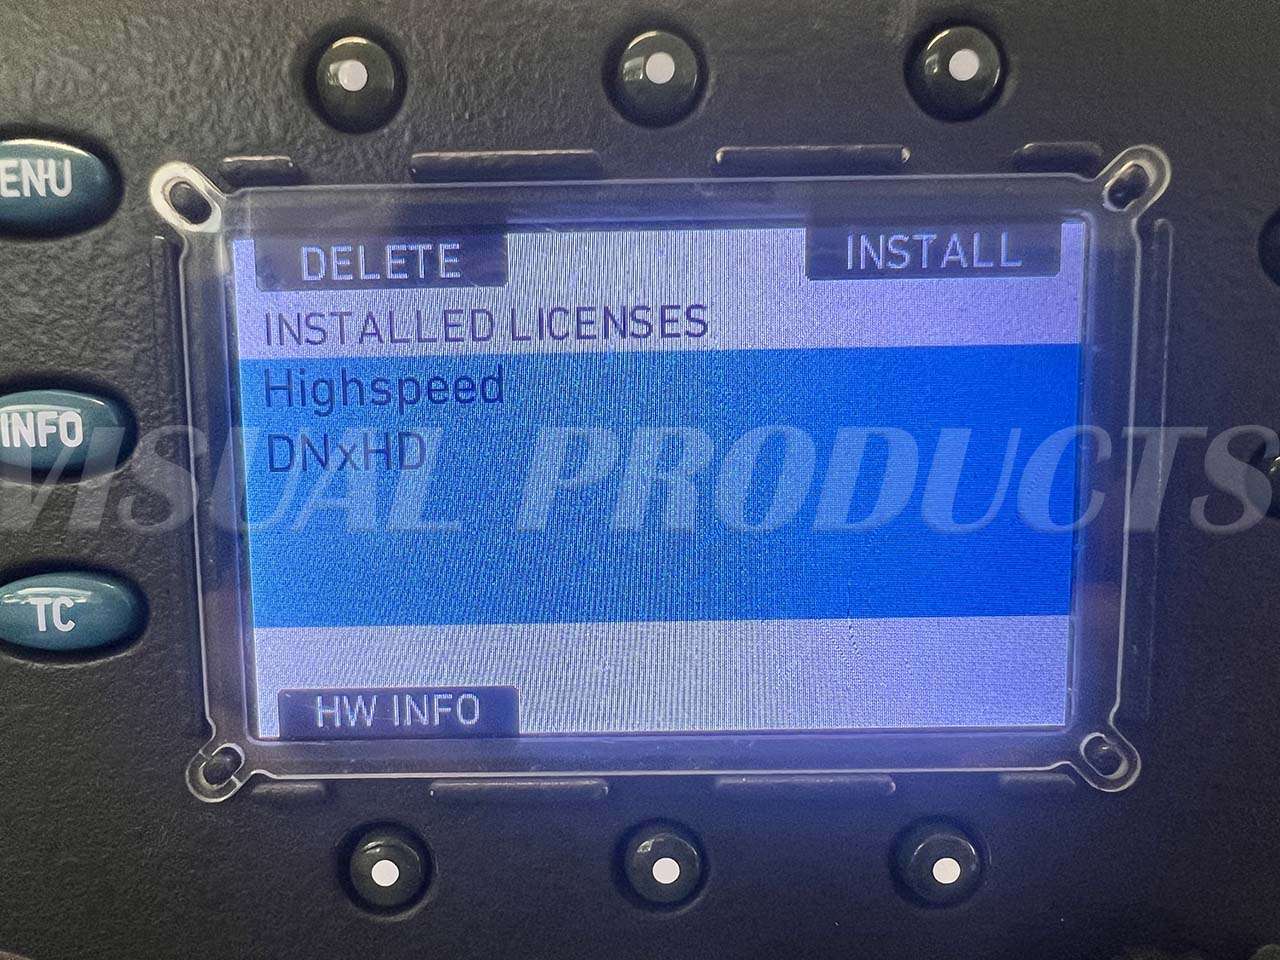 ENU
DELETE
INSTALL
INSTALLED LICENSES
Highspeed
INFO
DNxHD
VISUAL PRODUCTS
TC
HW INFO